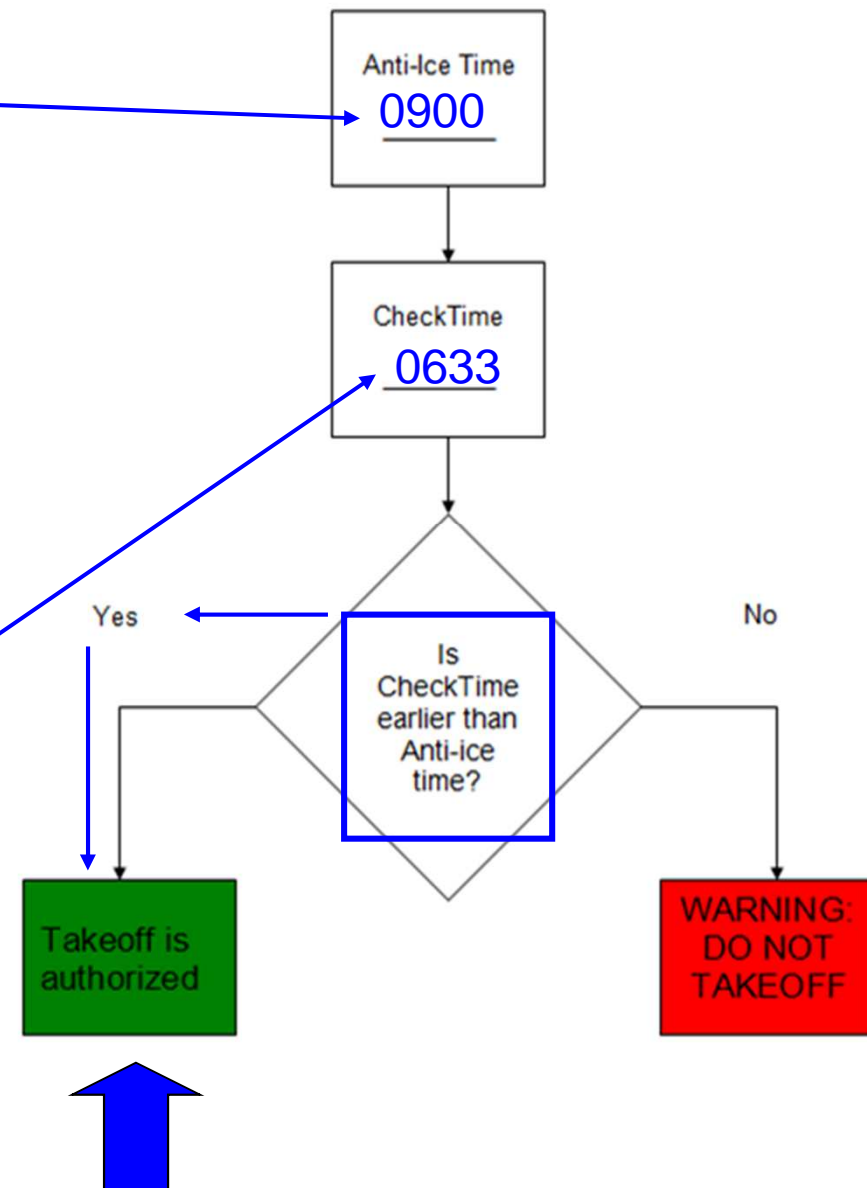 Anti-Ice Time
0900
CheckTime
0633
Yes
No
Is
CheckTime
earlier than
Anti-ice
time?
Takeoff is
authorized
WARNING:
DO NOT
TAKEOFF